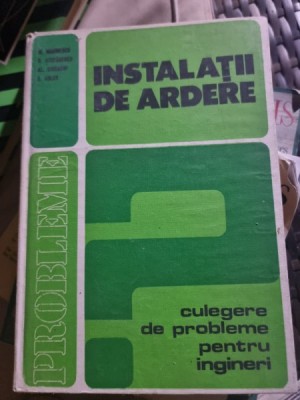 INSTALAȚII
DE ARDERE
PROBLEME
culegere
de probleme
pentru
ingineri